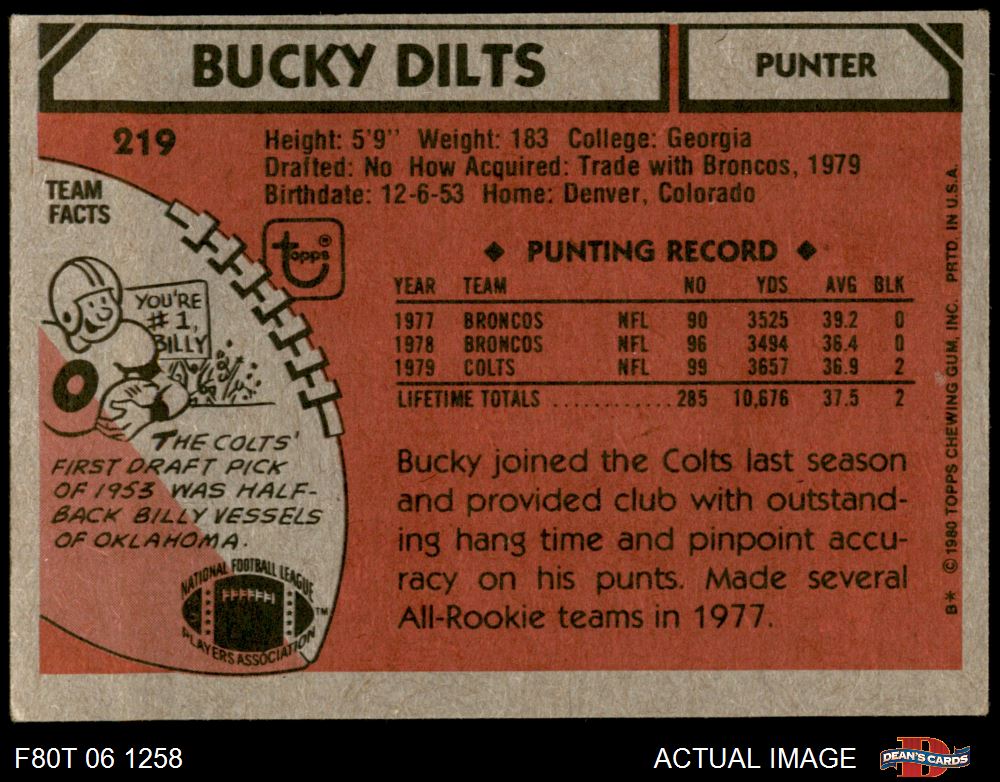 BUCKY DILTS
PUNTER
219
Height: 5'9" Weight: 183 College: Georgia
Drafted: No How Acquired: Trade with Broncos, 1979
Birthdate: 12-6-53 Home: Denver, Colorado
TEAM
FACTS
topps®
YOU'RE
#1,
BILLY
THE COLTS'
FIRST DRAFT PICK
OF 1953 WAS HALF-
BACK BILLY VESSELS
OF OKLAHOMA.
NATIONAL FOOTBALL LEAGUE
PLAYERS ASSOCIATION
TM
◆ PUNTING RECORD ◆
YEAR TEAM NO YDS AVG BLK
1977 BRONCOS NFL 90 3525 39.2 0
1978 BRONCOS NFL 96 3494 36.4 0
1979 COLTS NFL 99 3657 36.9 2
LIFETIME TOTALS ............ 285 10,676 37.5 2
Bucky joined the Colts last season
and provided club with outstand-
ing hang time and pinpoint accu-
racy on his punts. Made several
All-Rookie teams in 1977.
B* © 1980 TOPPS CHEWING GUM, INC. PRTD. IN U.S.A.
F80T 06 1258
ACTUAL IMAGE
DEAN'S CARDS